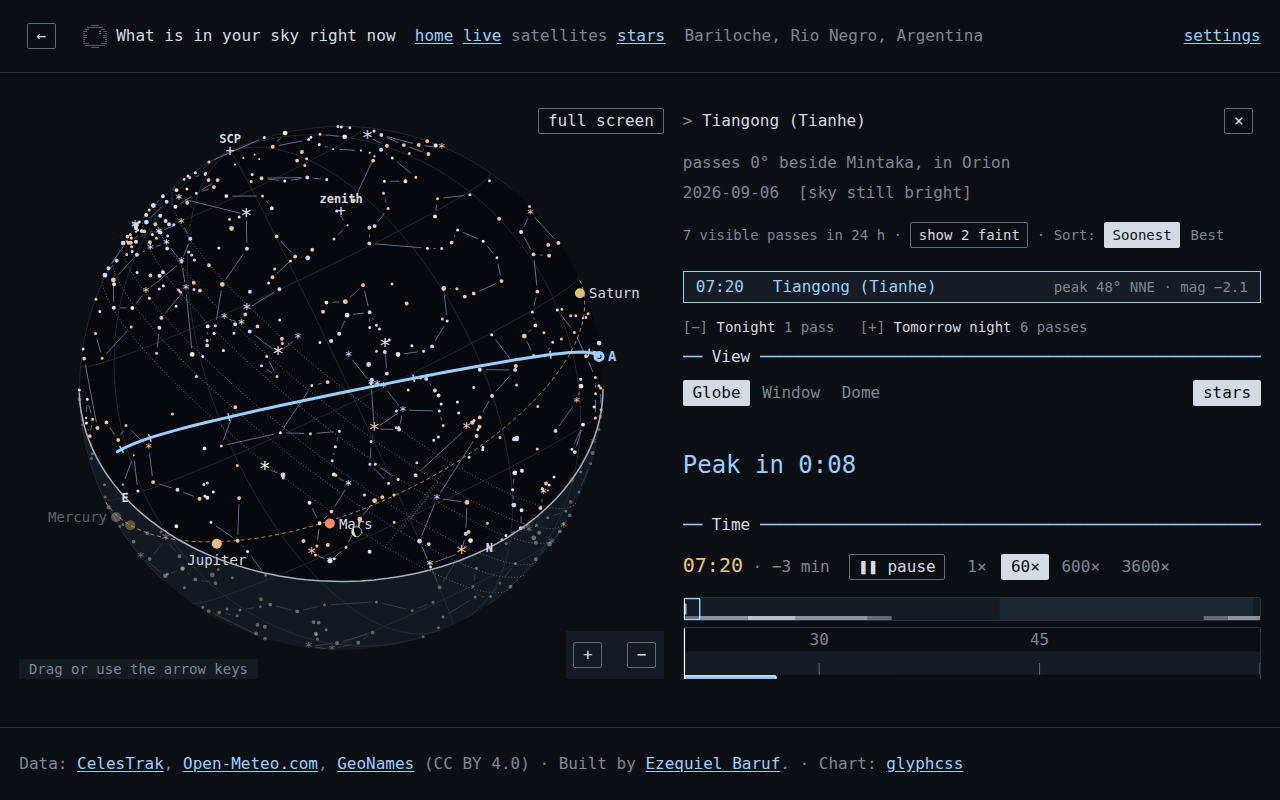 ← What is in your sky right now home live satellites stars Bariloche, Rio Negro, Argentina settings
full screen
SCP
zenith
Saturn
A
E
Mercury
Mars
N
Jupiter
+ −
Drag or use the arrow keys
> Tiangong (Tianhe) ×
passes 0° beside Mintaka, in Orion
2026-09-06 [sky still bright]
7 visible passes in 24 h · show 2 faint · Sort: Soonest Best
07:20 Tiangong (Tianhe) peak 48° NNE · mag −2.1
[−] Tonight 1 pass [+] Tomorrow night 6 passes
View
Globe Window Dome stars
Peak in 0:08
Time
07:20 · −3 min ❚❚ pause 1× 60× 600× 3600×
30 45
Data: CelesTrak, Open-Meteo.com, GeoNames (CC BY 4.0) · Built by Ezequiel Baruf. · Chart: glyphcss